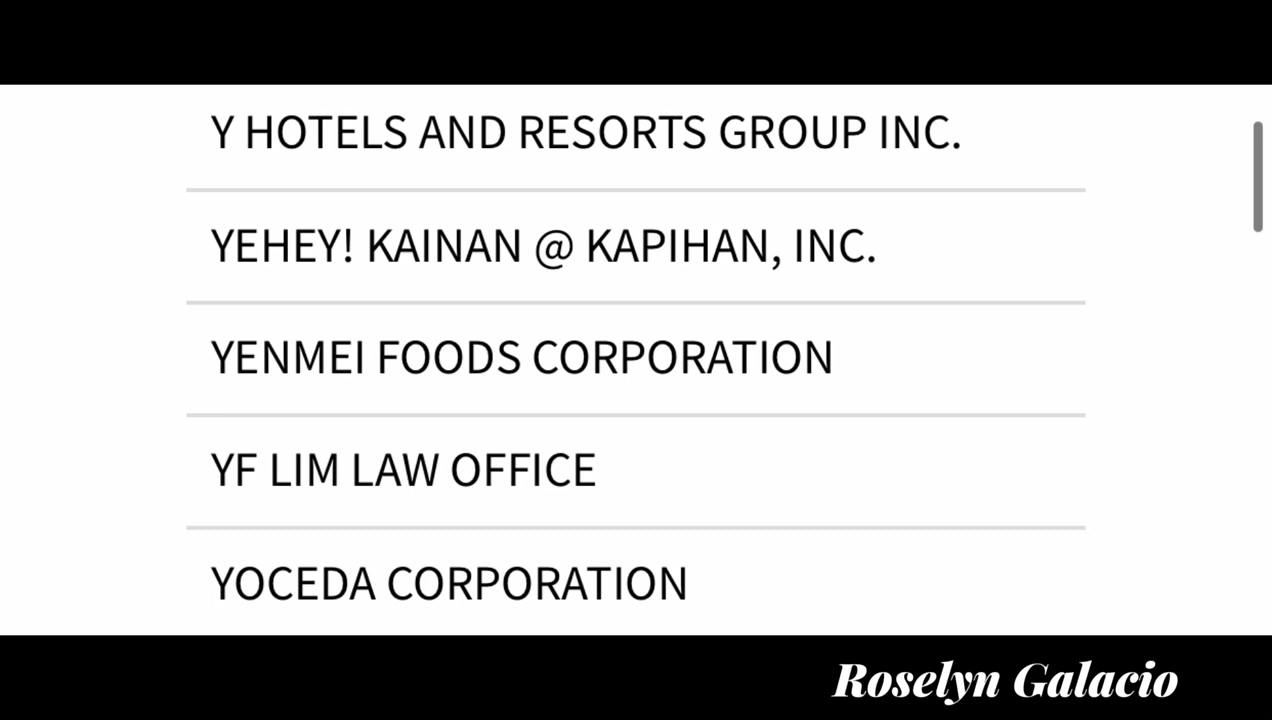 Y HOTELS AND RESORTS GROUP INC.
YEHEY! KAINAN @ KAPIHAN, INC.
YENMEI FOODS CORPORATION
YF LIM LAW OFFICE
YOCEDA CORPORATION
Roselyn Galacio